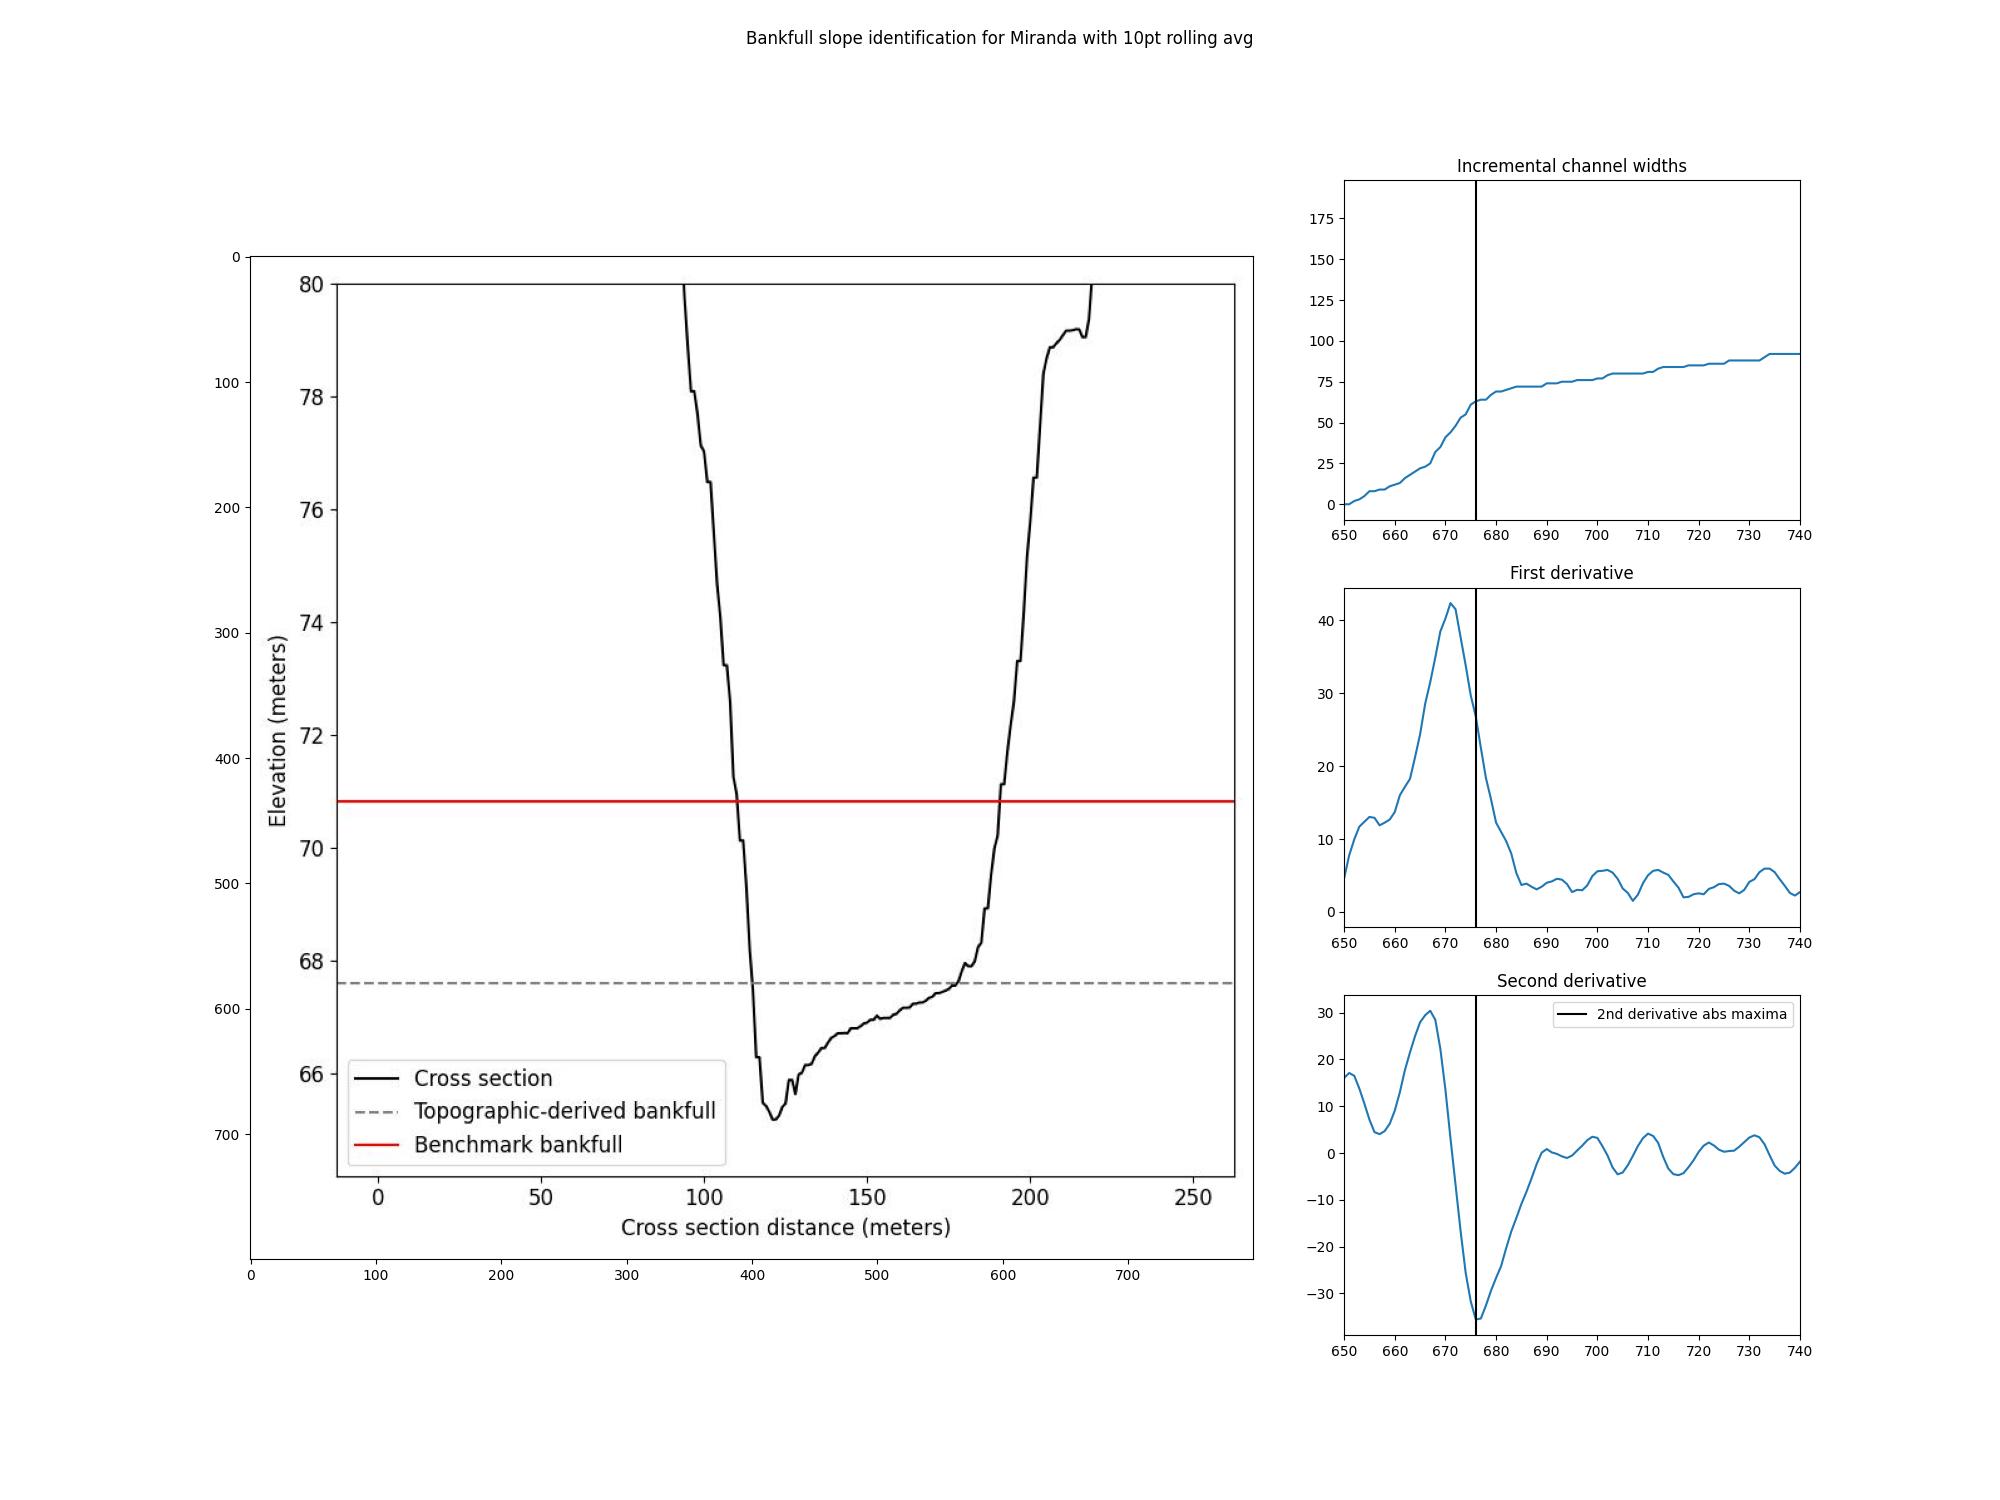 Bankfull slope identification for Miranda with 10pt rolling avg
0
100
200
300
400
500
600
700
80
78
76
74
72
70
68
66
Elevation (meters)
Cross section
Topographic-derived bankfull
Benchmark bankfull
0 50 100 150 200 250
Cross section distance (meters)
0 100 200 300 400 500 600 700
Incremental channel widths
175
150
125
100
75
50
25
0
650 660 670 680 690 700 710 720 730 740
First derivative
40
30
20
10
0
650 660 670 680 690 700 710 720 730 740
Second derivative
2nd derivative abs maxima
30
20
10
0
−10
−20
−30
650 660 670 680 690 700 710 720 730 740